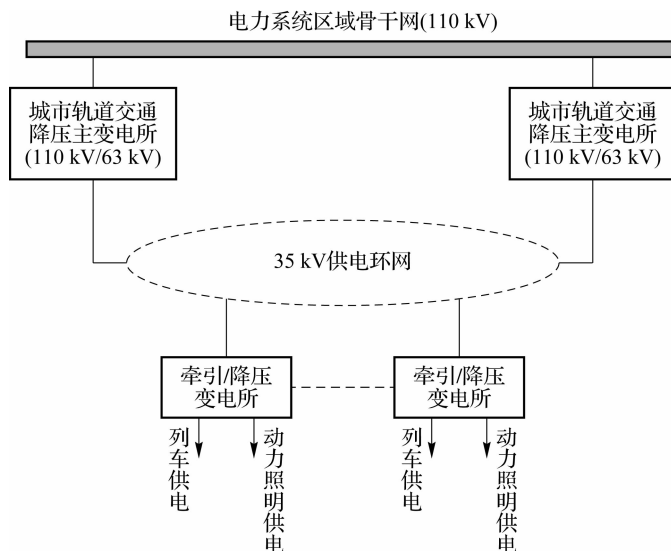 电力系统区域骨干网(110 kV)
城市轨道交通
降压主变电所
(110 kV/63 kV)
城市轨道交通
降压主变电所
(110 kV/63 kV)
35 kV供电环网
牵引/降压
变电所
牵引/降压
变电所
列车供电
动力照明供电
列车供电
动力照明供电